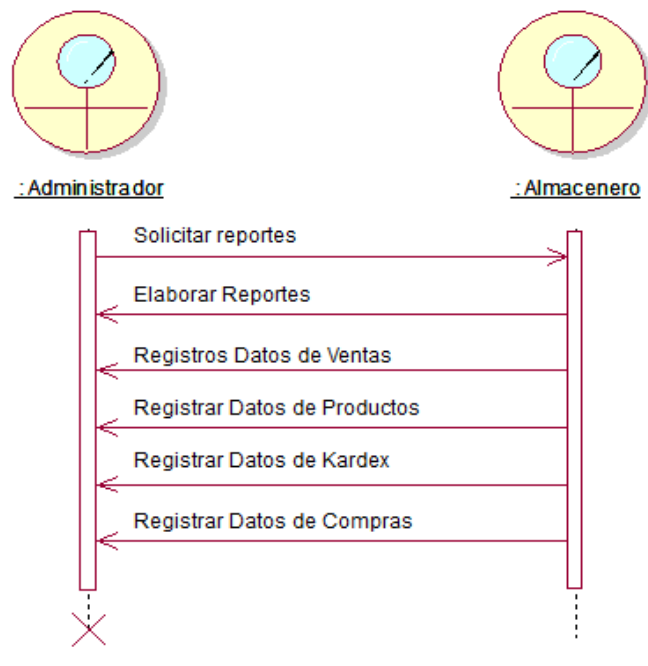 : Administrador
: Almacenero
Solicitar reportes
Elaborar Reportes
Registros Datos de Ventas
Registrar Datos de Productos
Registrar Datos de Kardex
Registrar Datos de Compras